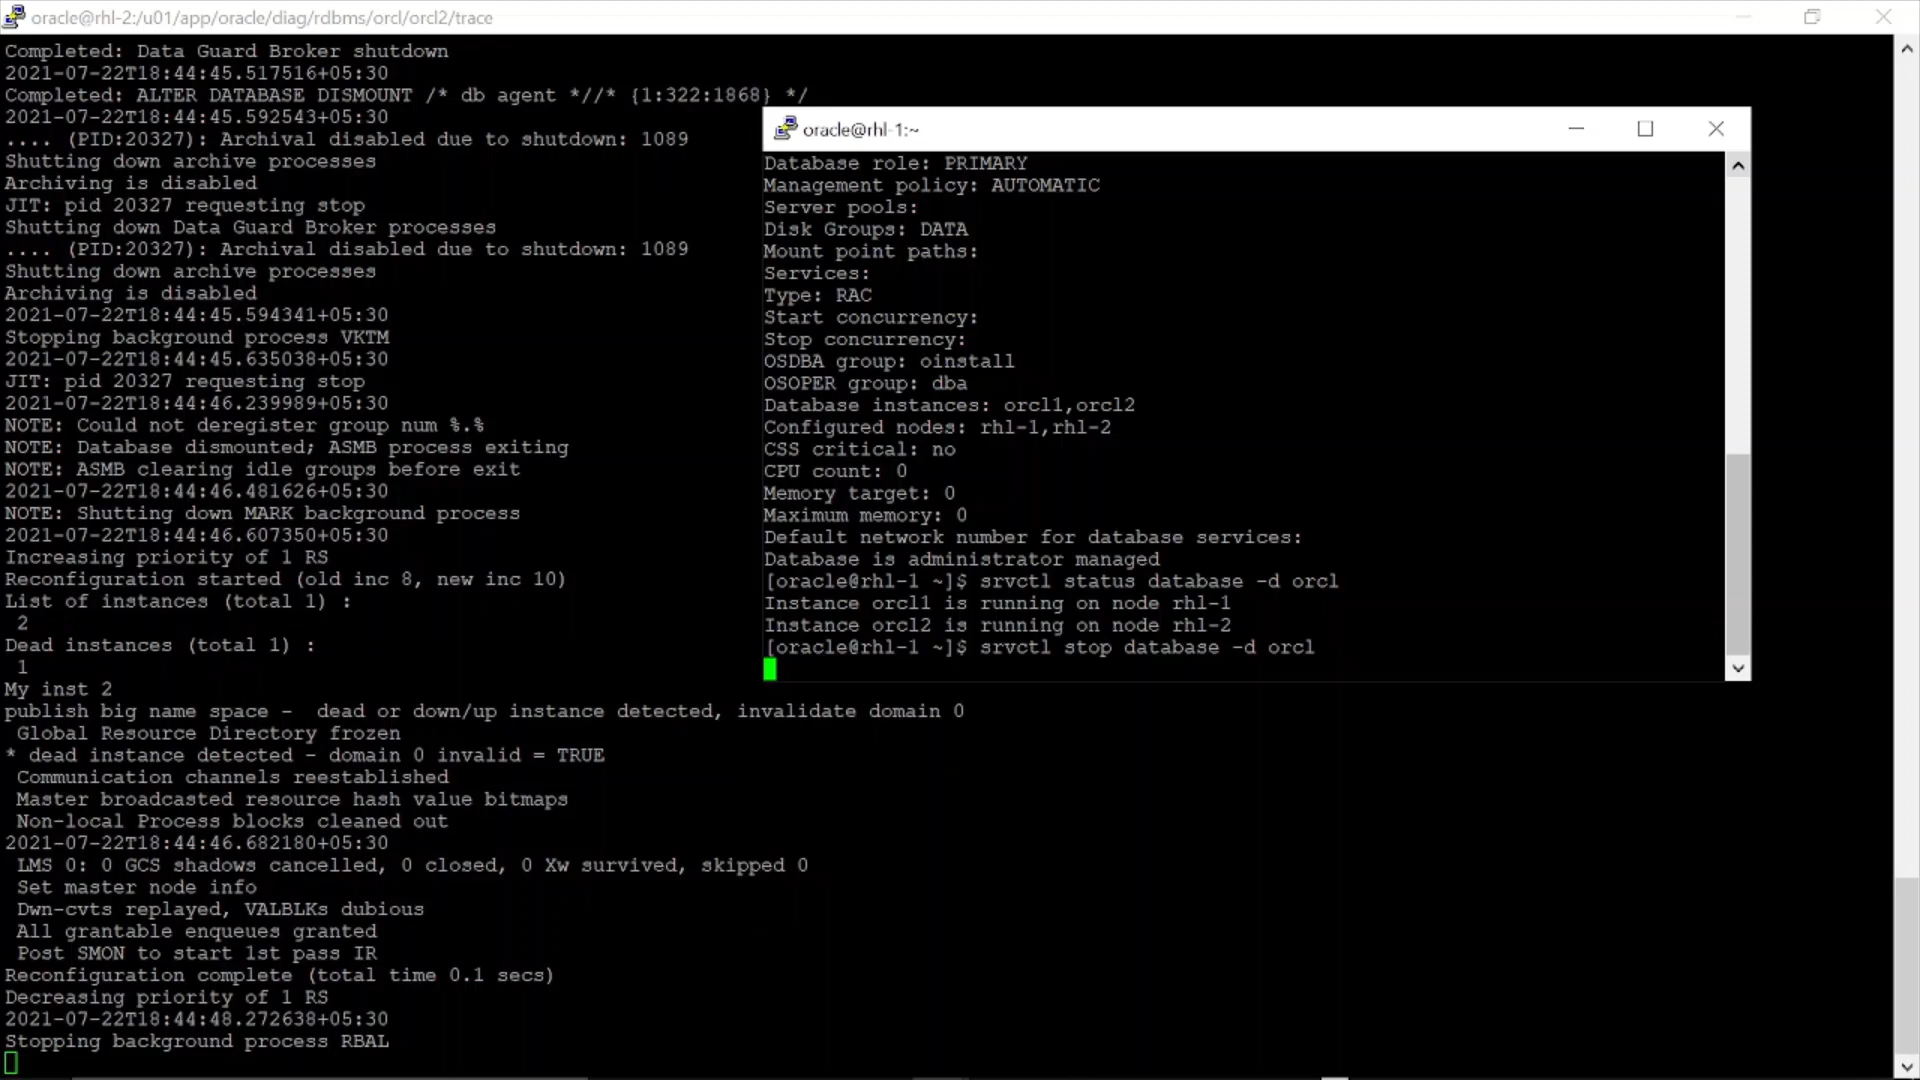 oracle@rhl-2:/u01/app/oracle/diag/rdbms/orcl/orcl2/trace
Completed: Data Guard Broker shutdown
2021-07-22T18:44:45.517516+05:30
Completed: ALTER DATABASE DISMOUNT /* db agent *//* {1:322:1868} */
2021-07-22T18:44:45.592543+05:30
.... (PID:20327): Archival disabled due to shutdown: 1089
Shutting down archive processes
Archiving is disabled
JIT: pid 20327 requesting stop
Shutting down Data Guard Broker processes
.... (PID:20327): Archival disabled due to shutdown: 1089
Shutting down archive processes
Archiving is disabled
2021-07-22T18:44:45.594341+05:30
Stopping background process VKTM
2021-07-22T18:44:45.635038+05:30
JIT: pid 20327 requesting stop
2021-07-22T18:44:46.239989+05:30
NOTE: Could not deregister group num %.%
NOTE: Database dismounted; ASMB process exiting
NOTE: ASMB clearing idle groups before exit
2021-07-22T18:44:46.481626+05:30
NOTE: Shutting down MARK background process
2021-07-22T18:44:46.607350+05:30
Increasing priority of 1 RS
Reconfiguration started (old inc 8, new inc 10)
List of instances (total 1) :
2
Dead instances (total 1) :
1
My inst 2
publish big name space -  dead or down/up instance detected, invalidate domain 0
Global Resource Directory frozen
* dead instance detected - domain 0 invalid = TRUE
Communication channels reestablished
Master broadcasted resource hash value bitmaps
Non-local Process blocks cleaned out
2021-07-22T18:44:46.682180+05:30
LMS 0: 0 GCS shadows cancelled, 0 closed, 0 Xw survived, skipped 0
Set master node info
Dwn-cvts replayed, VALBLKs dubious
All grantable enqueues granted
Post SMON to start 1st pass IR
Reconfiguration complete (total time 0.1 secs)
Decreasing priority of 1 RS
2021-07-22T18:44:48.272638+05:30
Stopping background process RBAL
oracle@rhl-1:~
Database role: PRIMARY
Management policy: AUTOMATIC
Server pools:
Disk Groups: DATA
Mount point paths:
Services:
Type: RAC
Start concurrency:
Stop concurrency:
OSDBA group: oinstall
OSOPER group: dba
Database instances: orcl1,orcl2
Configured nodes: rhl-1,rhl-2
CSS critical: no
CPU count: 0
Memory target: 0
Maximum memory: 0
Default network number for database services:
Database is administrator managed
[oracle@rhl-1 ~]$ srvctl status database -d orcl
Instance orcl1 is running on node rhl-1
Instance orcl2 is running on node rhl-2
[oracle@rhl-1 ~]$ srvctl stop database -d orcl